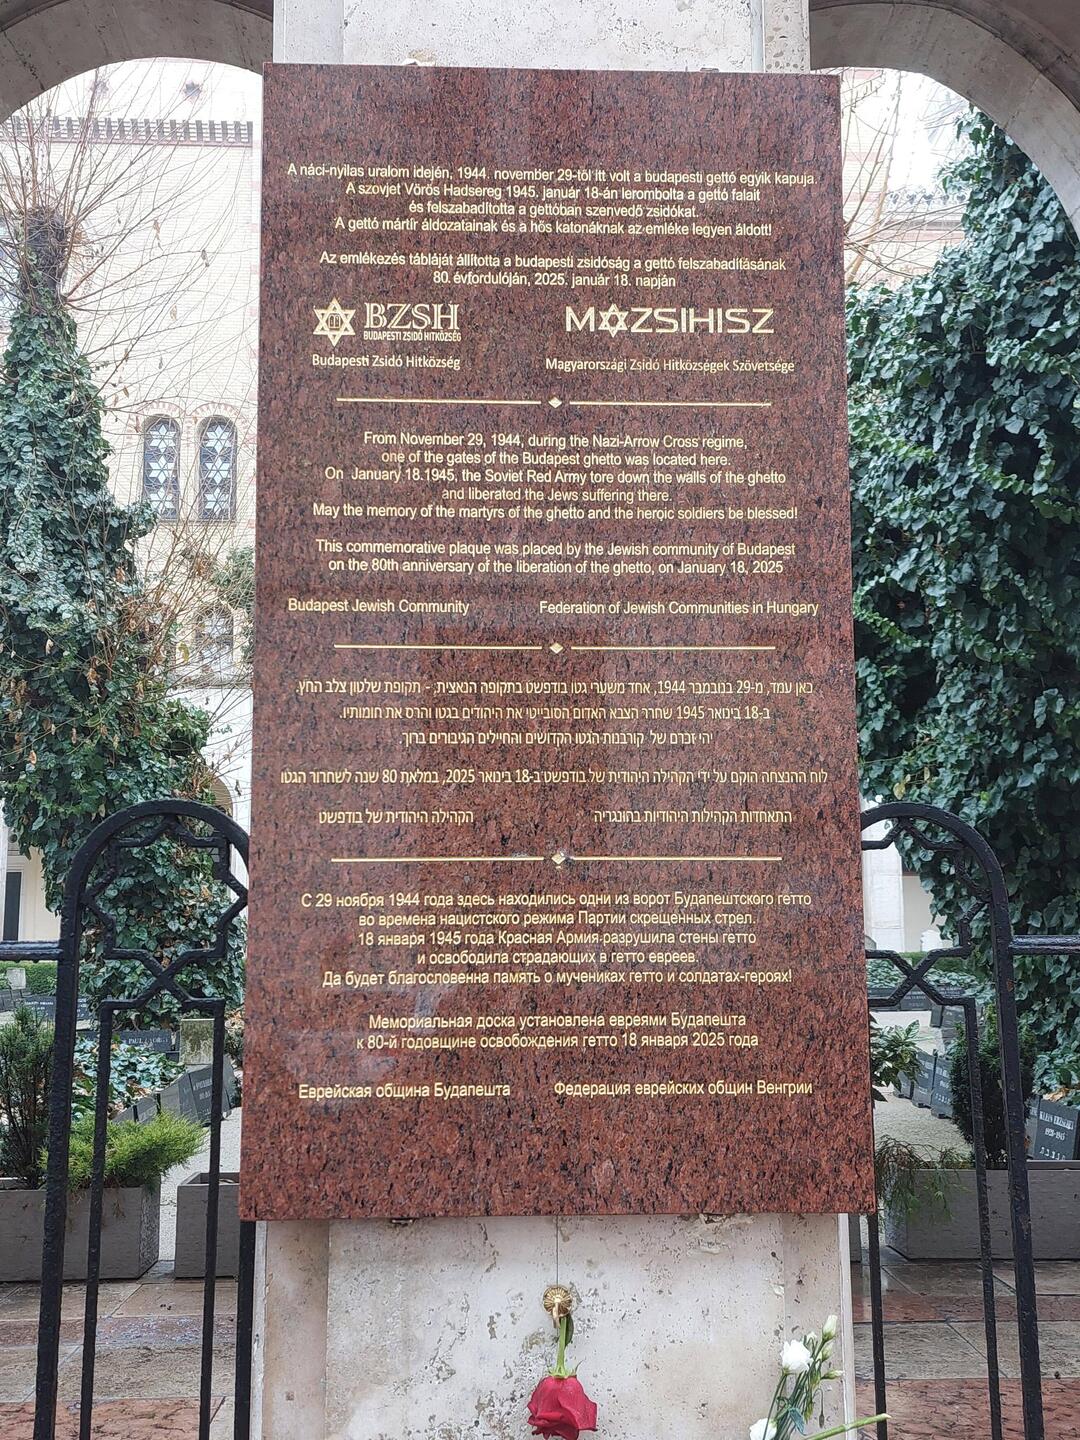 A náci-nyilas uralom idején, 1944. november 29-től itt volt a budapesti gettó egyik kapuja.
A szovjet Vörös Hadsereg 1945. január 18-án lerombolta a gettó falait
és felszabadította a gettóban szenvedő zsidókat.
A gettó mártír áldozatainak és a hős katonáknak az emléke legyen áldott!
Az emlékezés tábláját állította a budapesti zsidóság a gettó felszabadításának
80. évfordulóján, 2025. január 18. napján
BZSH
BUDAPESTI ZSIDÓ HITKÖZSÉG
MAZSIHISZ
Budapesti Zsidó Hitközség
Magyarországi Zsidó Hitközségek Szövetsége
From November 29, 1944, during the Nazi-Arrow Cross regime,
one of the gates of the Budapest ghetto was located here.
On January 18.1945, the Soviet Red Army tore down the walls of the ghetto
and liberated the Jews suffering there.
May the memory of the martyrs of the ghetto and the heroic soldiers be blessed!
This commemorative plaque was placed by the Jewish community of Budapest
on the 80th anniversary of the liberation of the ghetto, on January 18, 2025
Budapest Jewish Community
Federation of Jewish Communities in Hungary
כאן עמד, מ-29 בנובמבר 1944, אחד משערי גטו בודפשט בתקופה הנאצית, - תקופת שלטון צלב החץ.
ב-18 בינואר 1945 שחרר הצבא האדום הסובייטי את היהודים בגטו והרס את חומותיו.
יהי זכרם של קורבנות הגטו הקדושים והחיילים הגיבורים ברוך.
לוח ההנצחה הוקם על ידי הקהילה היהודית של בודפשט ב-18 בינואר 2025, במלאת 80 שנה לשחרור הגטו
התאחדות הקהילות היהודיות בהונגריה
הקהילה היהודית של בודפשט
С 29 ноября 1944 года здесь находились одни из ворот Будапештского гетто
во времена нацистского режима Партии скрещенных стрел.
18 января 1945 года Красная Армия разрушила стены гетто
и освободила страдающих в гетто евреев.
Да будет благословенна память о мучениках гетто и солдатах-героях!
Мемориальная доска установлена евреями Будапешта
к 80-й годовщине освобождения гетто 18 января 2025 года
Еврейская община Будапешта
Федерация еврейских общин Венгрии